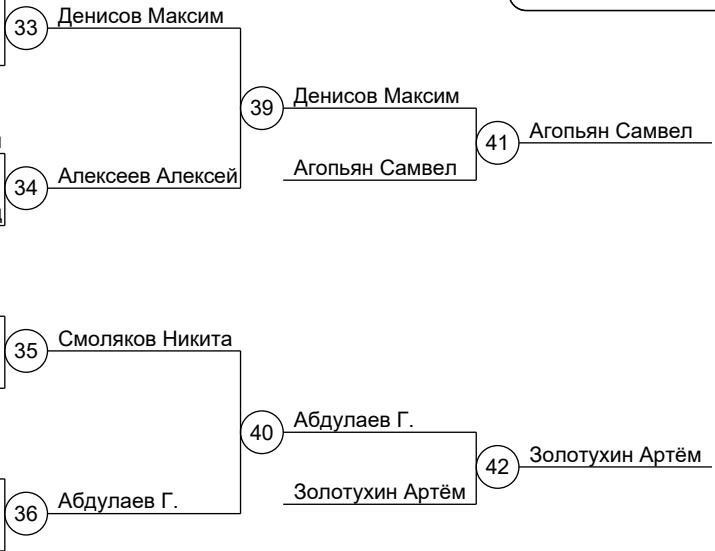 33
Денисов Максим
39
Денисов Максим
41
Агопьян Самвел
Агопьян Самвел
34
Алексеев Алексей
35
Смоляков Никита
40
Абдулаев Г.
42
Золотухин Артём
Золотухин Артём
36
Абдулаев Г.